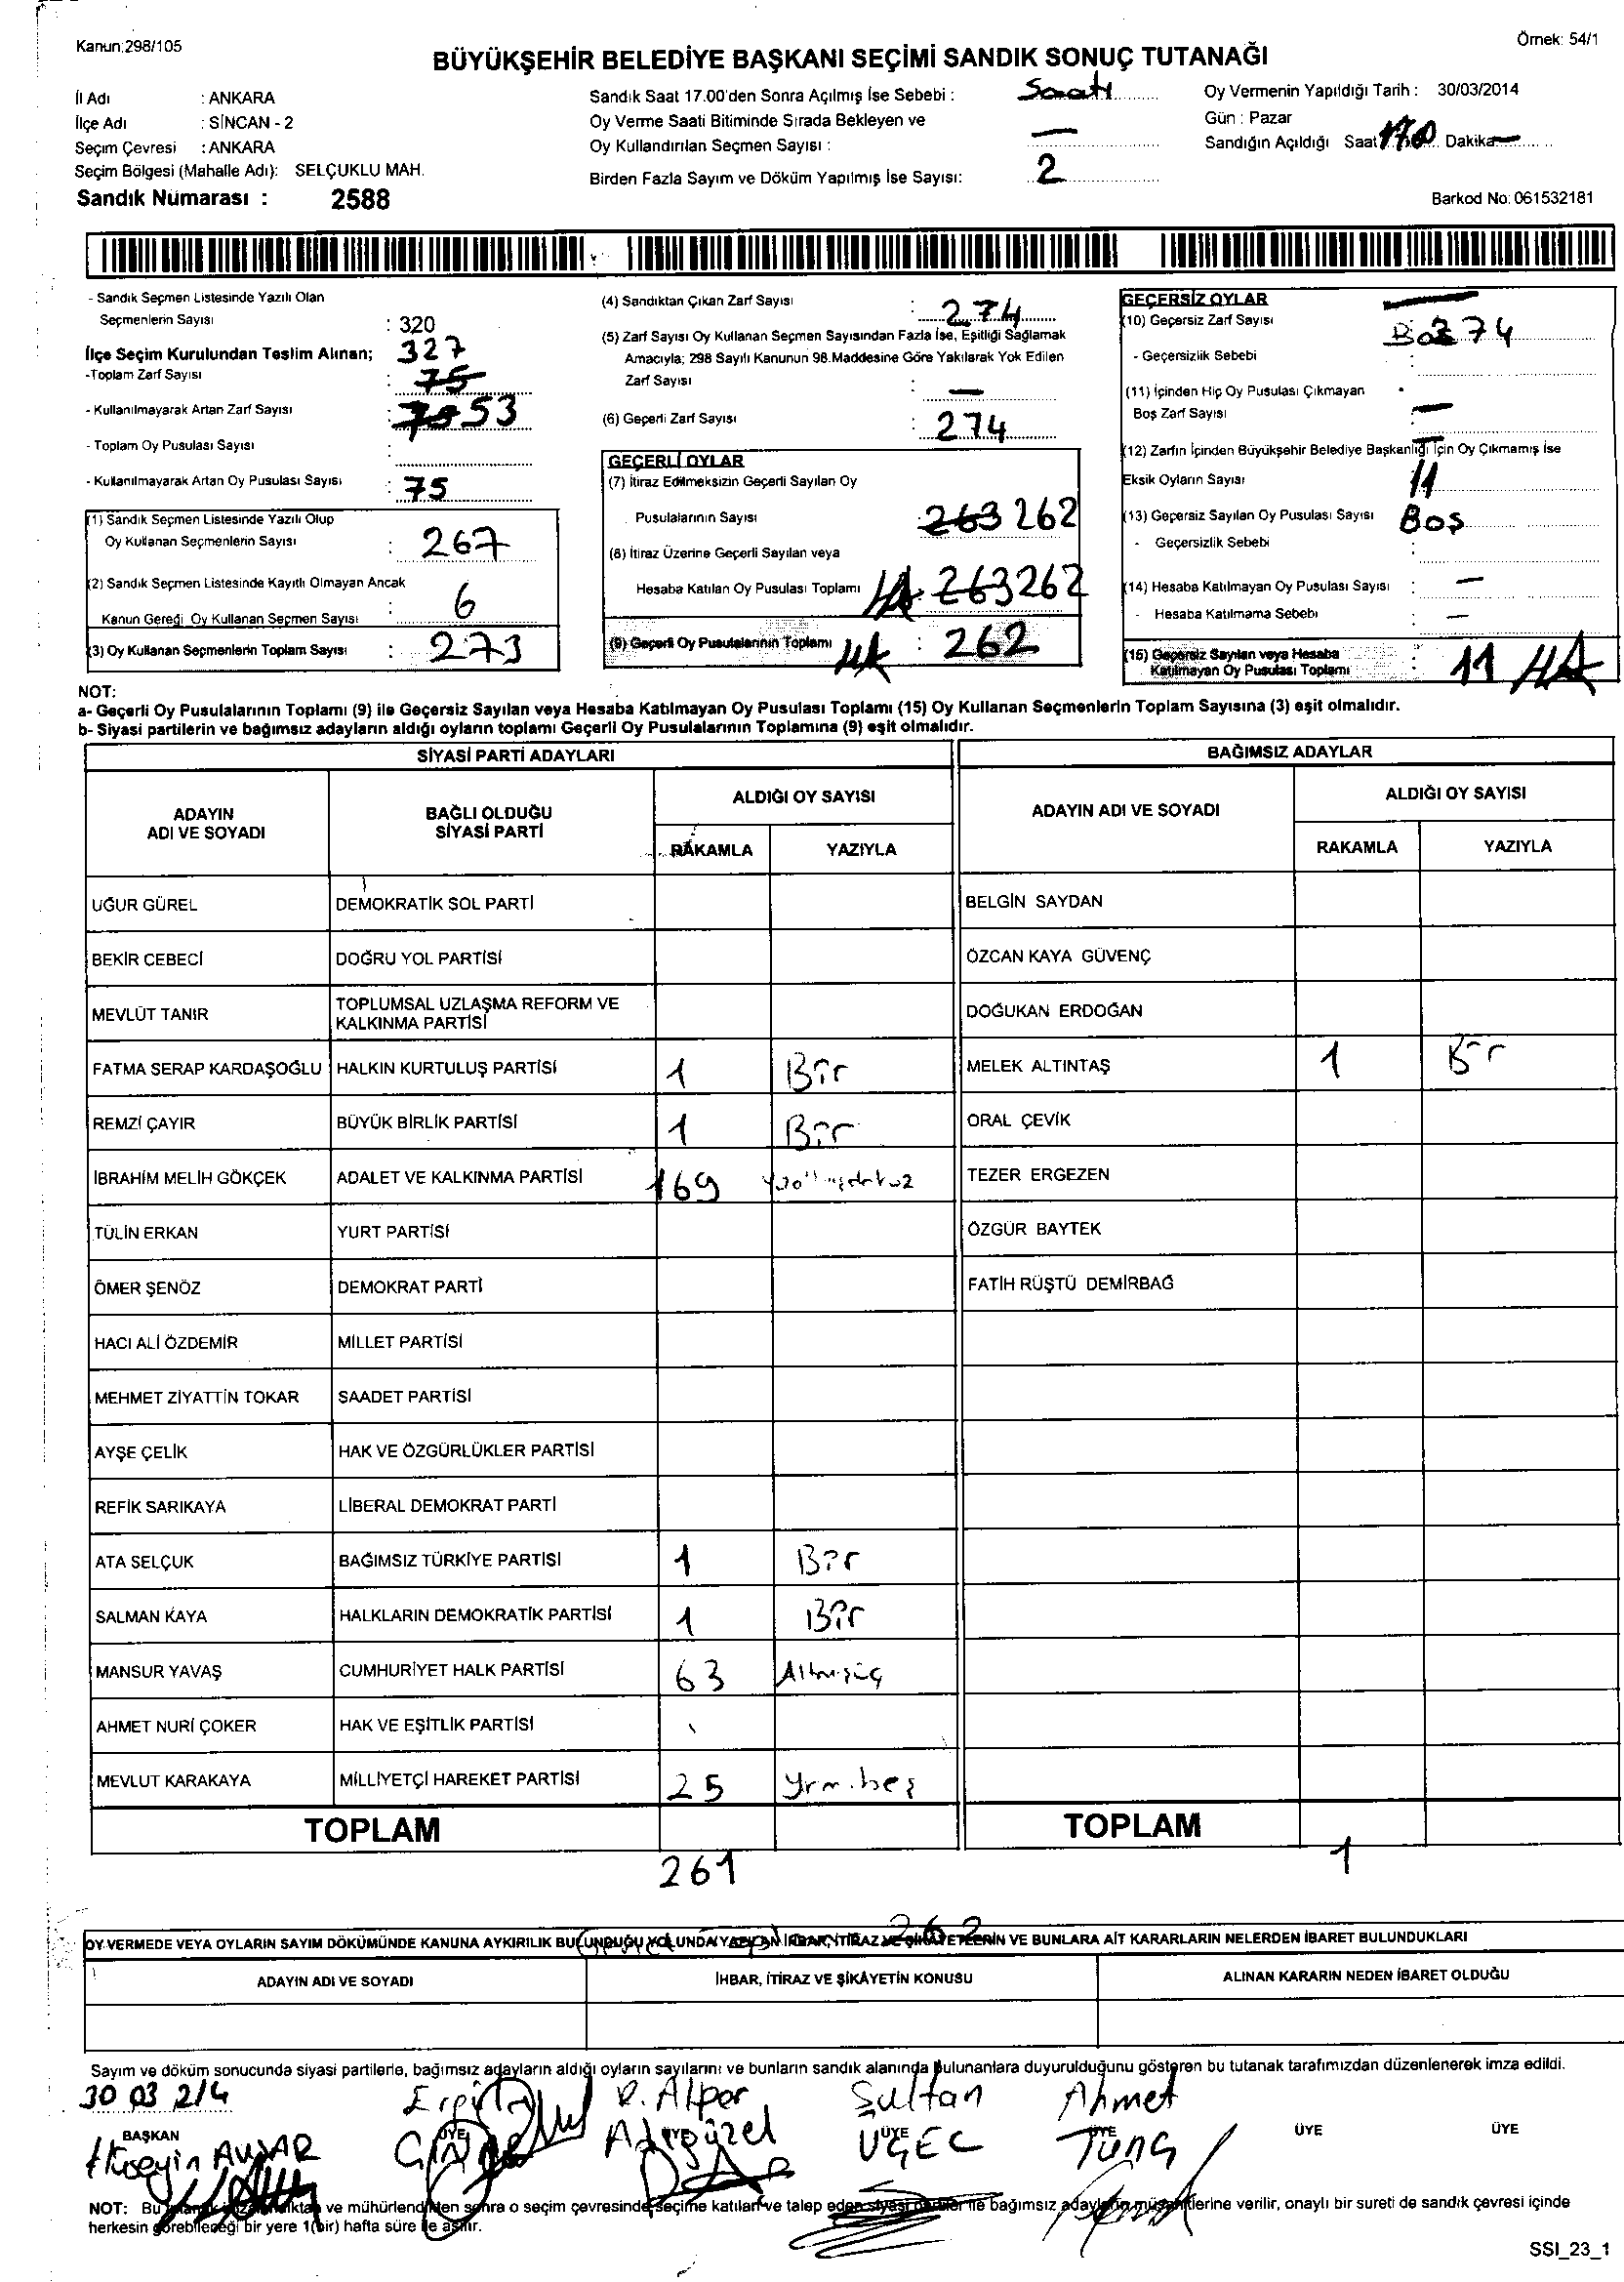 Kanun:298/105
Örnek: 54/1
BÜYÜKŞEHİR BELEDİYE BAŞKANI SEÇİMİ SANDIK SONUÇ TUTANAĞI
İl Adı : ANKARA
İlçe Adı : SİNCAN - 2
Seçim Çevresi : ANKARA
Seçim Bölgesi (Mahalle Adı): SELÇUKLU MAH.
Sandık Numarası : 2588
Sandık Saat 17.00'den Sonra Açılmış İse Sebebi : Saati
Oy Verme Saati Bitiminde Sırada Bekleyen ve
Oy Kullandırılan Seçmen Sayısı : —
Birden Fazla Sayım ve Döküm Yapılmış İse Sayısı: 2
Oy Vermenin Yapıldığı Tarih : 30/03/2014
Gün : Pazar
Sandığın Açıldığı Saat Dakika —
Barkod No: 061532181
- Sandık Seçmen Listesinde Yazılı Olan
Seçmenlerin Sayısı : 320
İlçe Seçim Kurulundan Teslim Alınan; 327
-Toplam Zarf Sayısı : 75
- Kullanılmayarak Artan Zarf Sayısı : 53
- Toplam Oy Pusulası Sayısı :
- Kullanılmayarak Artan Oy Pusulası Sayısı : 75
(1) Sandık Seçmen Listesinde Yazılı Olup
Oy Kullanan Seçmenlerin Sayısı : 267
(2) Sandık Seçmen Listesinde Kayıtlı Olmayan Ancak
Kanun Gereği Oy Kullanan Seçmen Sayısı : 6
(3) Oy Kullanan Seçmenlerin Toplam Sayısı : 273
(4) Sandıktan Çıkan Zarf Sayısı : 274
(5) Zarf Sayısı Oy Kullanan Seçmen Sayısından Fazla İse, Eşitliği Sağlamak
Amacıyla; 298 Sayılı Kanunun 98.Maddesine Göre Yakılarak Yok Edilen
Zarf Sayısı : —
(6) Geçerli Zarf Sayısı : 274
GEÇERLİ OYLAR
(7) İtiraz Edilmeksizin Geçerli Sayılan Oy
Pusulalarının Sayısı 263 262
(8) İtiraz Üzerine Geçerli Sayılan veya
Hesaba Katılan Oy Pusulası Toplamı HA 263 262
(9) Geçerli Oy Pusulalarının Toplamı HA : 262
GEÇERSİZ OYLAR —
(10) Geçersiz Zarf Sayısı 274
- Geçersizlik Sebebi :
(11) İçinden Hiç Oy Pusulası Çıkmayan
Boş Zarf Sayısı —
(12) Zarfın İçinden Büyükşehir Belediye Başkanlığı İçin Oy Çıkmamış İse
Eksik Oyların Sayısı 11
(13) Geçersiz Sayılan Oy Pusulası Sayısı Boş
- Geçersizlik Sebebi :
(14) Hesaba Katılmayan Oy Pusulası Sayısı : —
- Hesaba Katılmama Sebebi : —
(15) Geçersiz Sayılan veya Hesaba
Katılmayan Oy Pusulası Toplamı : 11 HA
NOT:
a- Geçerli Oy Pusulalarının Toplamı (9) ile Geçersiz Sayılan veya Hesaba Katılmayan Oy Pusulası Toplamı (15) Oy Kullanan Seçmenlerin Toplam Sayısına (3) eşit olmalıdır.
b- Siyasi partilerin ve bağımsız adayların aldığı oyların toplamı Geçerli Oy Pusulalarının Toplamına (9) eşit olmalıdır.
SİYASİ PARTİ ADAYLARI
BAĞIMSIZ ADAYLAR
ADAYIN ADI VE SOYADI
BAĞLI OLDUĞU SİYASİ PARTİ
ALDIĞI OY SAYISI
RAKAMLA YAZIYLA
ADAYIN ADI VE SOYADI
ALDIĞI OY SAYISI
RAKAMLA YAZIYLA
UĞUR GÜREL DEMOKRATİK SOL PARTİ BELGİN SAYDAN
BEKİR CEBECİ DOĞRU YOL PARTİSİ ÖZCAN KAYA GÜVENÇ
MEVLÜT TANIR TOPLUMSAL UZLAŞMA REFORM VE KALKINMA PARTİSİ DOĞUKAN ERDOĞAN
FATMA SERAP KARDAŞOĞLU HALKIN KURTULUŞ PARTİSİ 1 Bir MELEK ALTINTAŞ 1 Bir
REMZİ ÇAYIR BÜYÜK BİRLİK PARTİSİ 1 Bir ORAL ÇEVİK
İBRAHİM MELİH GÖKÇEK ADALET VE KALKINMA PARTİSİ 169 TEZER ERGEZEN
TÜLİN ERKAN YURT PARTİSİ ÖZGÜR BAYTEK
ÖMER ŞENÖZ DEMOKRAT PARTİ FATİH RÜŞTÜ DEMİRBAĞ
HACI ALİ ÖZDEMİR MİLLET PARTİSİ
MEHMET ZİYATTİN TOKAR SAADET PARTİSİ
AYŞE ÇELİK HAK VE ÖZGÜRLÜKLER PARTİSİ
REFİK SARIKAYA LİBERAL DEMOKRAT PARTİ
ATA SELÇUK BAĞIMSIZ TÜRKİYE PARTİSİ 1 Bir
SALMAN KAYA HALKLARIN DEMOKRATİK PARTİSİ 1 Bir
MANSUR YAVAŞ CUMHURİYET HALK PARTİSİ 63 Altmışüç
AHMET NURİ ÇOKER HAK VE EŞİTLİK PARTİSİ
MEVLUT KARAKAYA MİLLİYETÇİ HAREKET PARTİSİ 25 Yrmibeş
TOPLAM 261 TOPLAM 1
262
OY VERMEDE VEYA OYLARIN SAYIM DÖKÜMÜNDE KANUNA AYKIRILIK BULUNDUĞU YOLUNDA YAPILAN İHBAR, İTİRAZ VE ŞİKAYETLERİN VE BUNLARA AİT KARARLARIN NELERDEN İBARET BULUNDUKLARI
ADAYIN ADI VE SOYADI İHBAR, İTİRAZ VE ŞİKÂYETİN KONUSU ALINAN KARARIN NEDEN İBARET OLDUĞU
Sayım ve döküm sonucunda siyasi partilerle, bağımsız adayların aldığı oyların sayılarını ve bunların sandık alanında bulunanlara duyurulduğunu gösteren bu tutanak tarafımızdan düzenlenerek imza edildi.
30 03 214
BAŞKAN ÜYE ÜYE ÜYE ÜYE ÜYE ÜYE
Hüseyin AVŞAR
R. Alper Adıgüzel
Sultan ÜGEÇ
Ahmet TUNÇ
NOT: Bu tutanak imzalandıktan ve mühürlendikten sonra o seçim çevresinde seçime katılan ve talep eden siyasi partiler ile bağımsız adayların müşahitlerine verilir, onaylı bir sureti de sandık çevresi içinde
herkesin görebileceği bir yere 1(bir) hafta süre ile asılır.
SSI_23_1